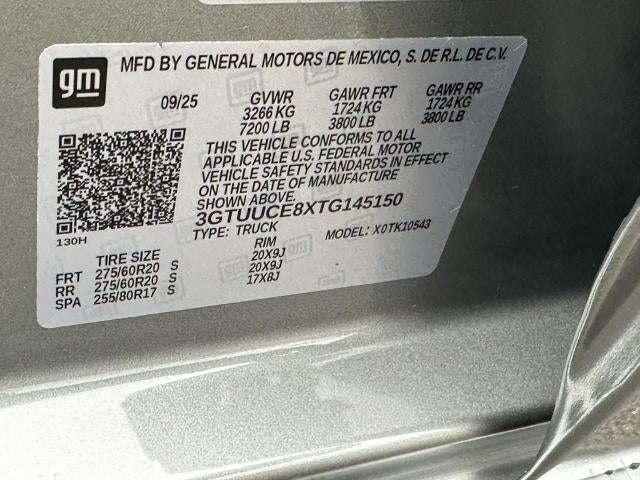 gm
MFD BY GENERAL MOTORS DE MEXICO, S. DE R.L. DE C.V.
09/25 GVWR GAWR FRT GAWR RR
3266 KG 1724 KG 1724 KG
7200 LB 3800 LB 3800 LB
THIS VEHICLE CONFORMS TO ALL
APPLICABLE U.S. FEDERAL MOTOR
VEHICLE SAFETY STANDARDS IN EFFECT
ON THE DATE OF MANUFACTURE
SHOWN ABOVE.
3GTUUCE8XTG145150
130H TYPE: TRUCK MODEL: X0TK10543
TIRE SIZE RIM
FRT 275/60R20 S 20X9J
RR 275/60R20 S 20X9J
SPA 255/80R17 S 17X8J